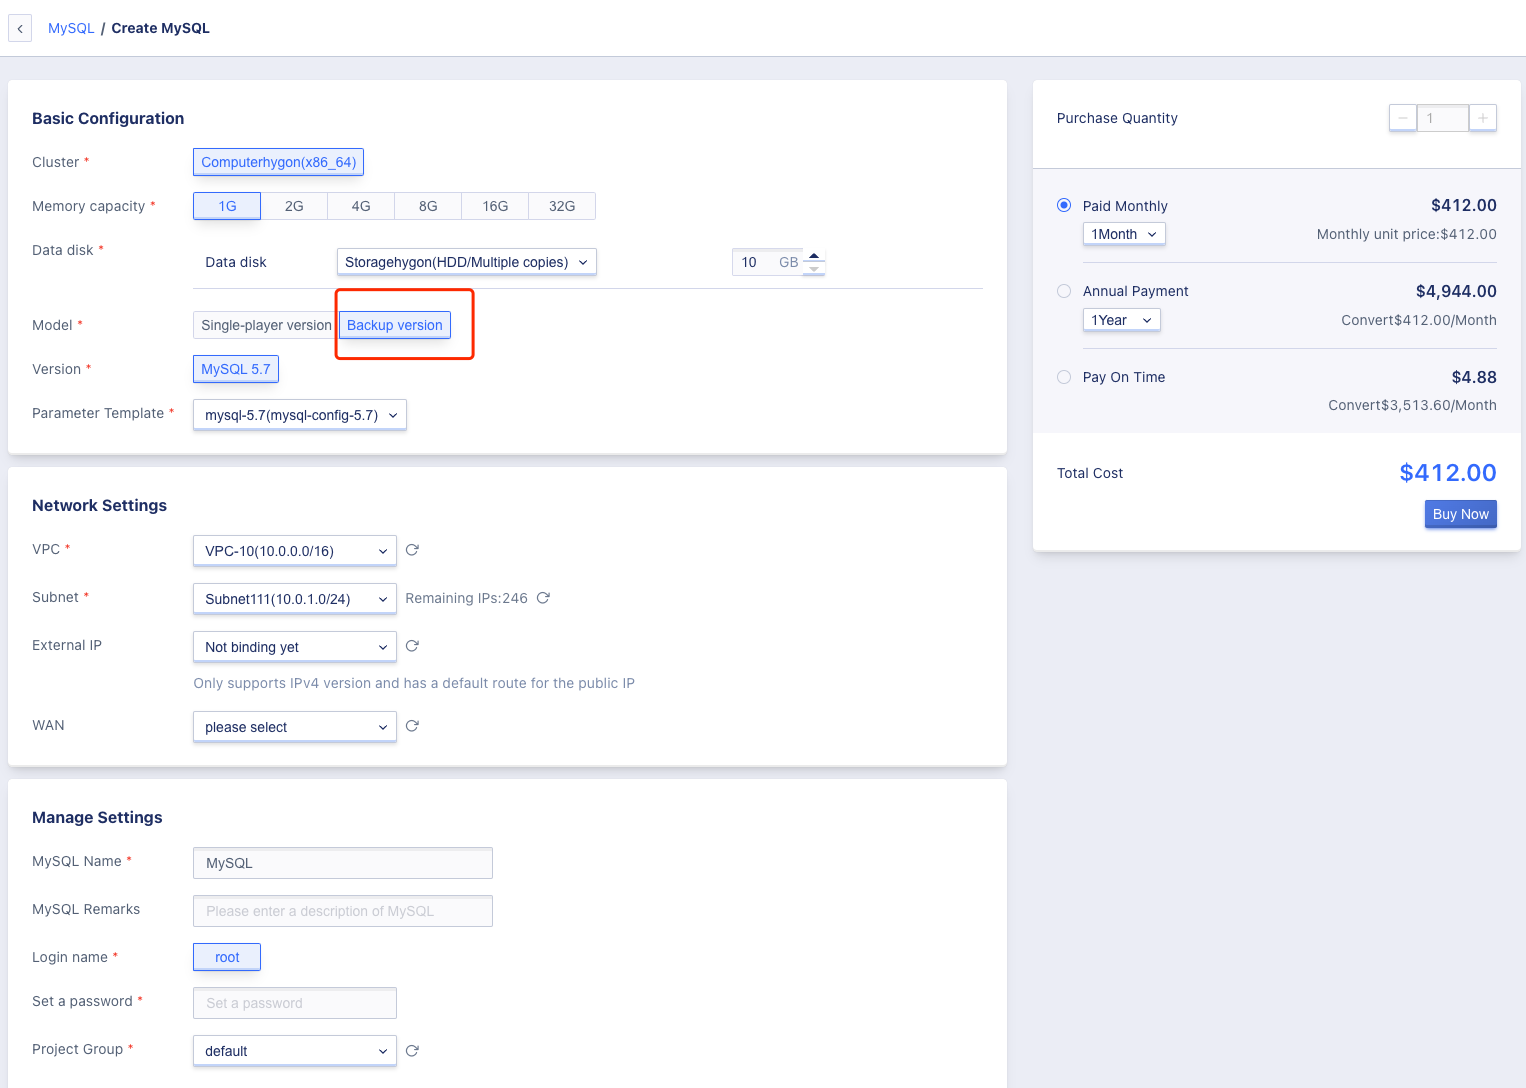 MySQL / Create MySQL
Basic Configuration
Cluster * Computerhygon(x86_64)
Memory capacity * 1G 2G 4G 8G 16G 32G
Data disk * Data disk Storagehygon(HDD/Multiple copies) 10 GB
Model * Single-player version Backup version
Version * MySQL 5.7
Parameter Template * mysql-5.7(mysql-config-5.7)
Network Settings
VPC * VPC-10(10.0.0.0/16)
Subnet * Subnet111(10.0.1.0/24) Remaining IPs:246
External IP Not binding yet
Only supports IPv4 version and has a default route for the public IP
WAN please select
Manage Settings
MySQL Name * MySQL
MySQL Remarks Please enter a description of MySQL
Login name * root
Set a password * Set a password
Project Group * default
Purchase Quantity − 1 +
Paid Monthly $412.00
1Month Monthly unit price:$412.00
Annual Payment $4,944.00
1Year Convert$412.00/Month
Pay On Time $4.88
Convert$3,513.60/Month
Total Cost $412.00
Buy Now